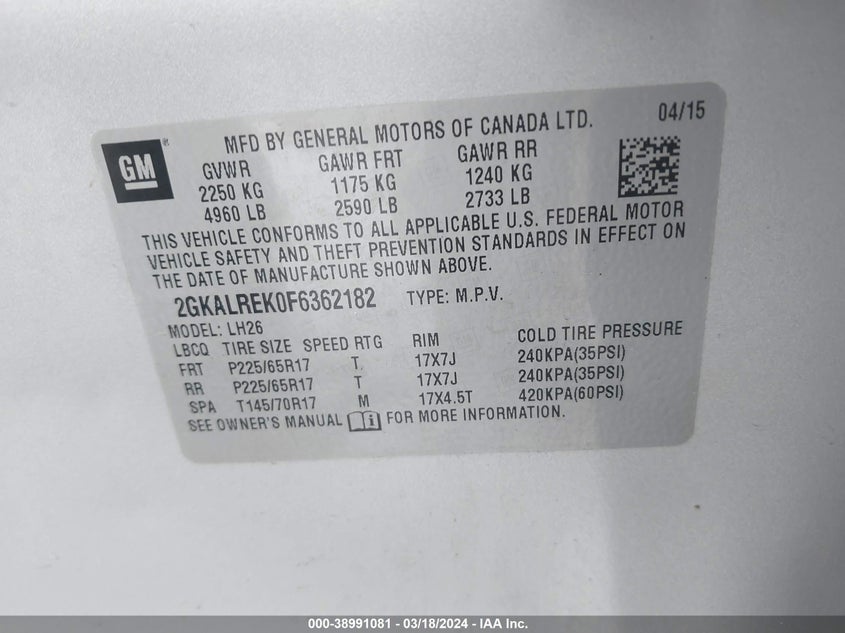 GM®
MFD BY GENERAL MOTORS OF CANADA LTD. 04/15
GVWR GAWR FRT GAWR RR
2250 KG 1175 KG 1240 KG
4960 LB 2590 LB 2733 LB
THIS VEHICLE CONFORMS TO ALL APPLICABLE U.S. FEDERAL MOTOR
VEHICLE SAFETY AND THEFT PREVENTION STANDARDS IN EFFECT ON
THE DATE OF MANUFACTURE SHOWN ABOVE.
2GKALREK0F6362182 TYPE: M.P.V.
MODEL: LH26
LBCQ TIRE SIZE SPEED RTG RIM COLD TIRE PRESSURE
FRT P225/65R17 T 17X7J 240KPA(35PSI)
RR P225/65R17 T 17X7J 240KPA(35PSI)
SPA T145/70R17 M 17X4.5T 420KPA(60PSI)
SEE OWNER'S MANUAL i FOR MORE INFORMATION.
000-38991081 - 03/18/2024 - IAA Inc.